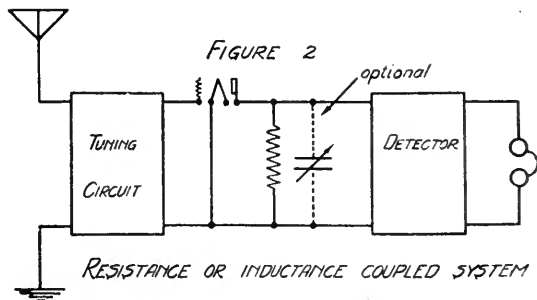 FIGURE 2
optional
TUNING
CIRCUIT
DETECTOR
RESISTANCE OR INDUCTANCE COUPLED SYSTEM